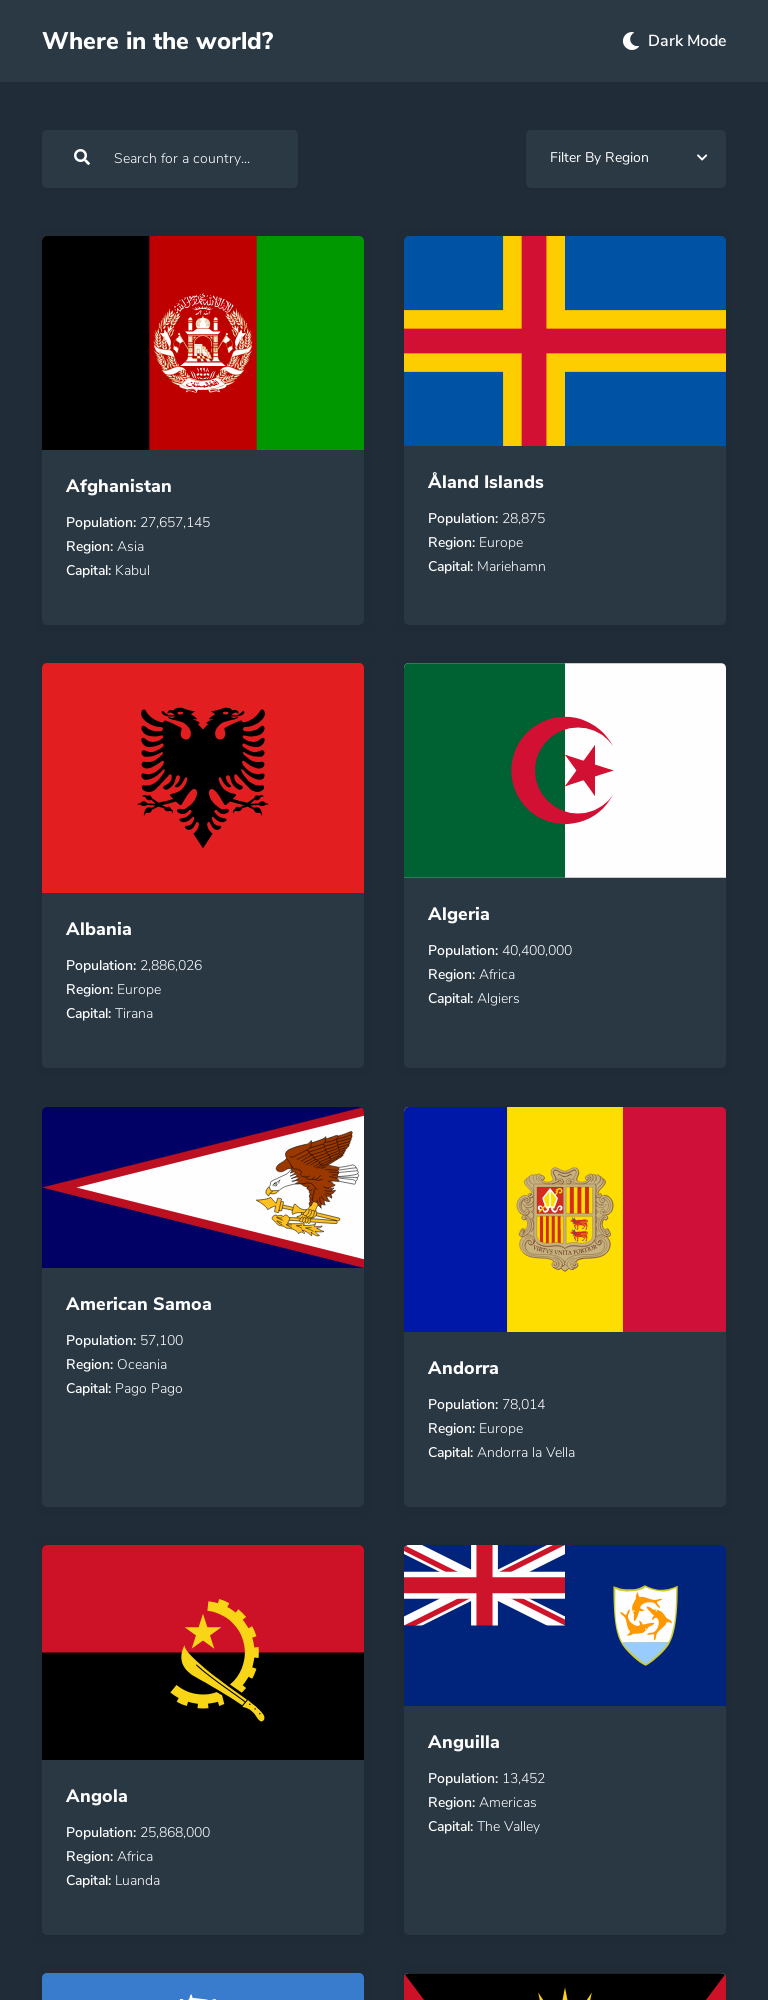 Where in the world?
Dark Mode
Search for a country...
Filter By Region
Afghanistan
Population: 27,657,145
Region: Asia
Capital: Kabul
Åland Islands
Population: 28,875
Region: Europe
Capital: Mariehamn
Albania
Population: 2,886,026
Region: Europe
Capital: Tirana
Algeria
Population: 40,400,000
Region: Africa
Capital: Algiers
American Samoa
Population: 57,100
Region: Oceania
Capital: Pago Pago
VIRTVS VNITA FORTIOR
Andorra
Population: 78,014
Region: Europe
Capital: Andorra la Vella
Angola
Population: 25,868,000
Region: Africa
Capital: Luanda
Anguilla
Population: 13,452
Region: Americas
Capital: The Valley